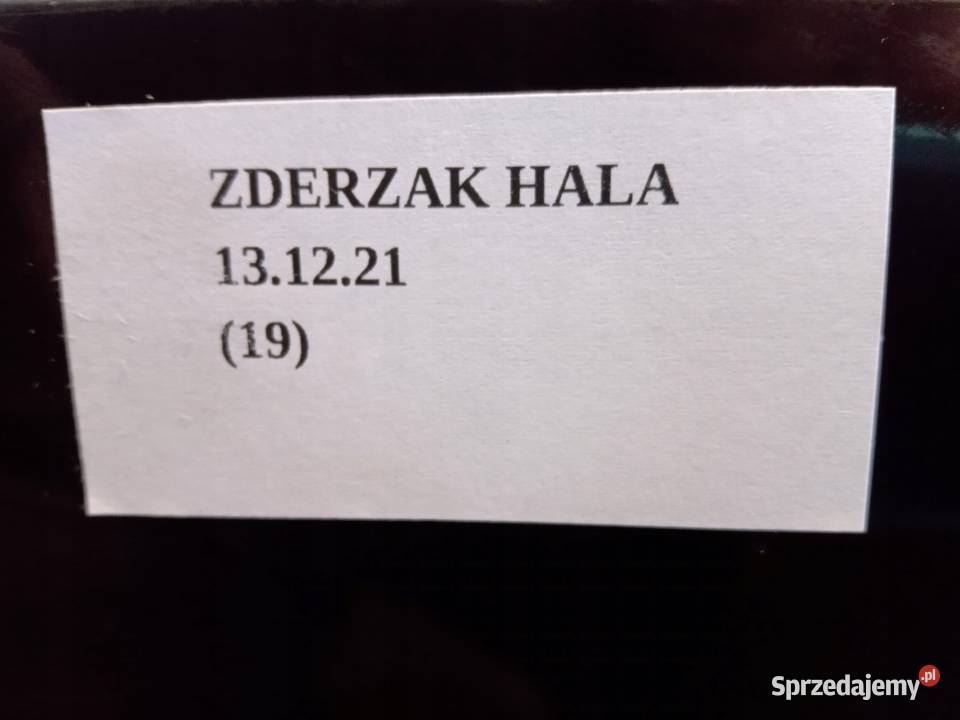 ZDERZAK HALA
13.12.21
(19)
Sprzedajemy.pl